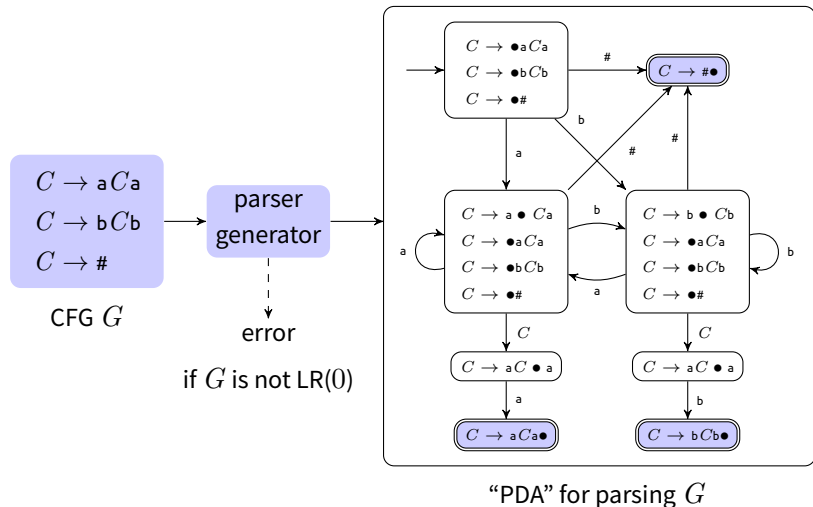 C → aCa
C → bCb
C → #
CFG G
parser
generator
error
if G is not LR(0)
C → ●aCa
C → ●bCb
C → ●#
#
C → #●
a
b
#
#
C → a ● Ca
C → ●aCa
C → ●bCb
C → ●#
a
b
a
C → b ● Cb
C → ●aCa
C → ●bCb
C → ●#
b
C
C
C → aC ● a
C → aC ● a
a
b
C → aCa●
C → bCb●
“PDA” for parsing G